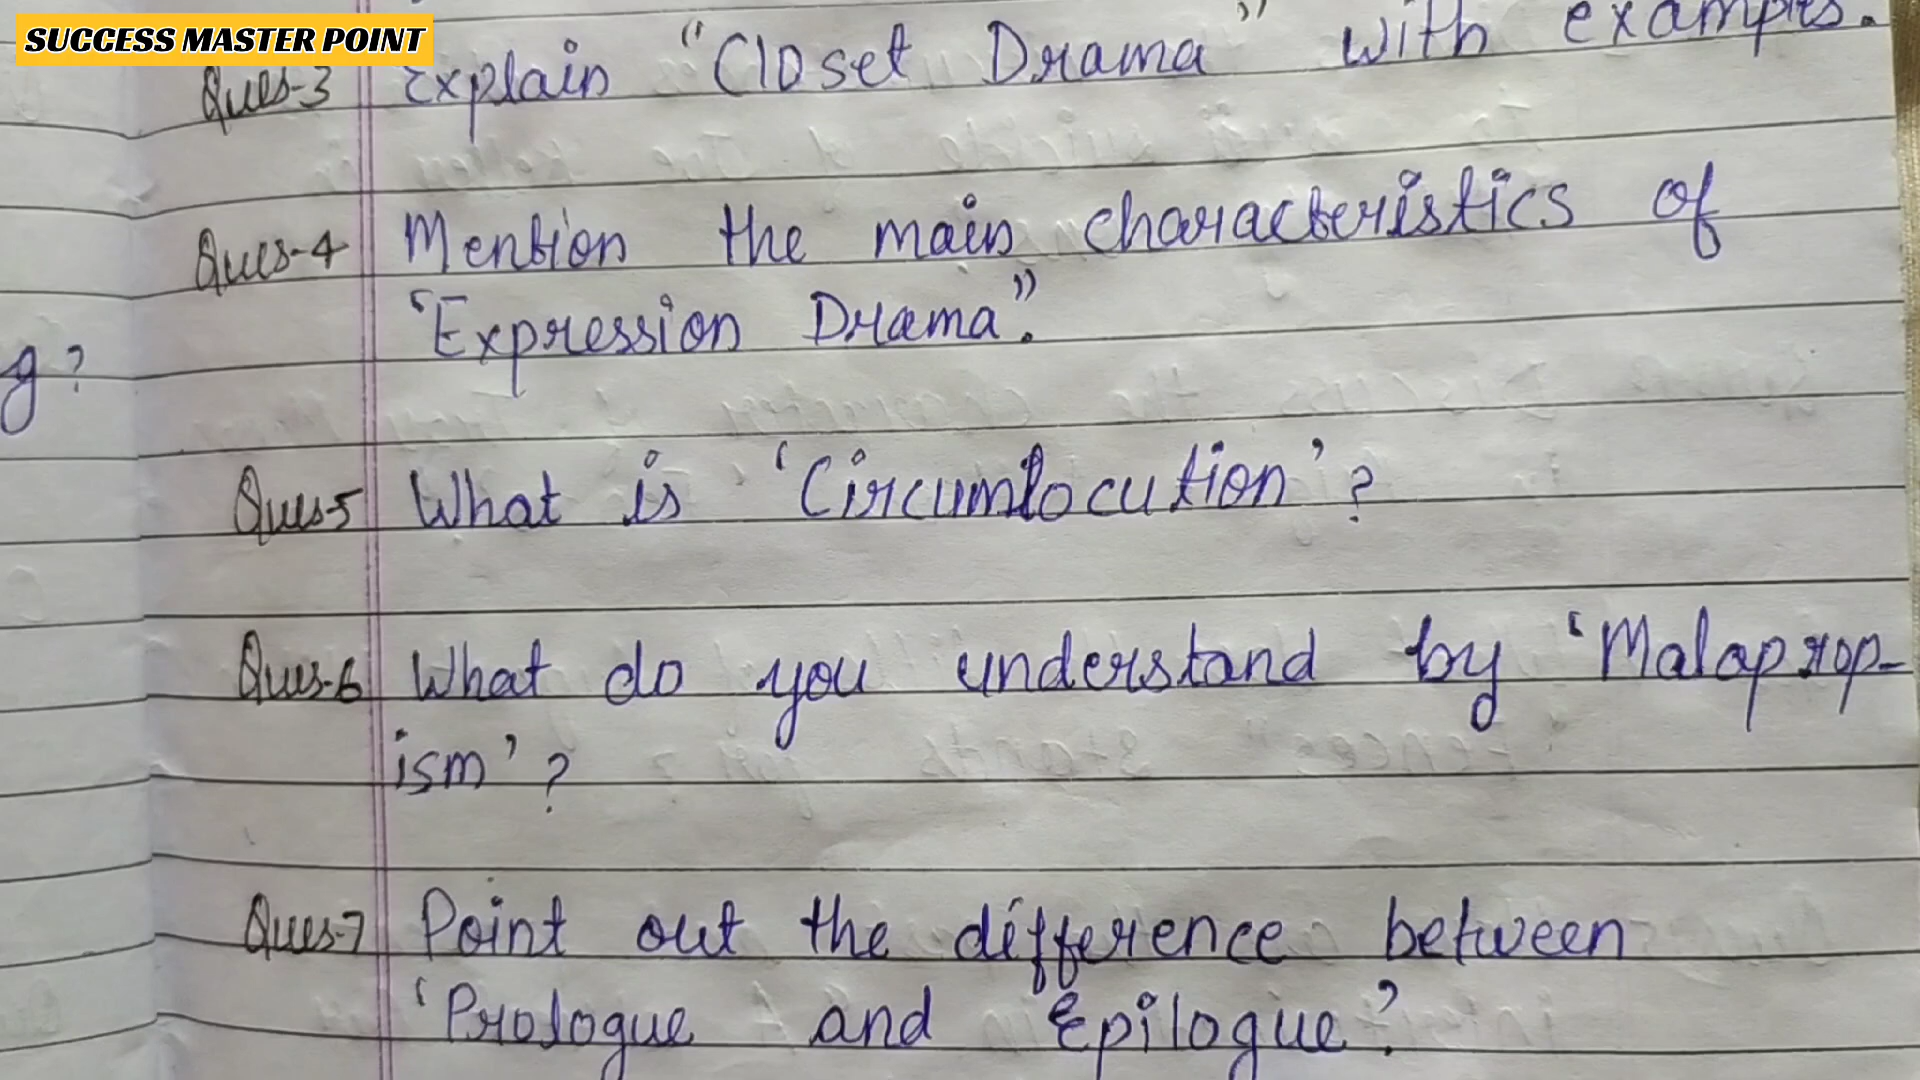 SUCCESS MASTER POINT
Ques-3 Explain "Closet Drama" with examples.
Ques-4 Mention the main characteristics of
"Expression Drama".
g?
Ques-5 What is 'Circumlocution'?
Ques-6 What do you understand by 'Malaprop-
ism'?
Ques-7 Point out the difference between
'Prologue and Epilogue'.